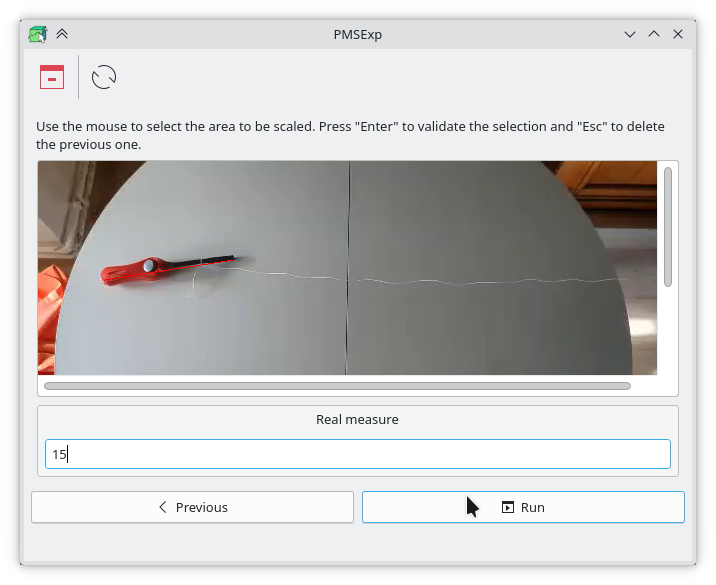 PMSExp
Use the mouse to select the area to be scaled. Press "Enter" to validate the selection and "Esc" to delete
the previous one.
Real measure
15
Previous
Run